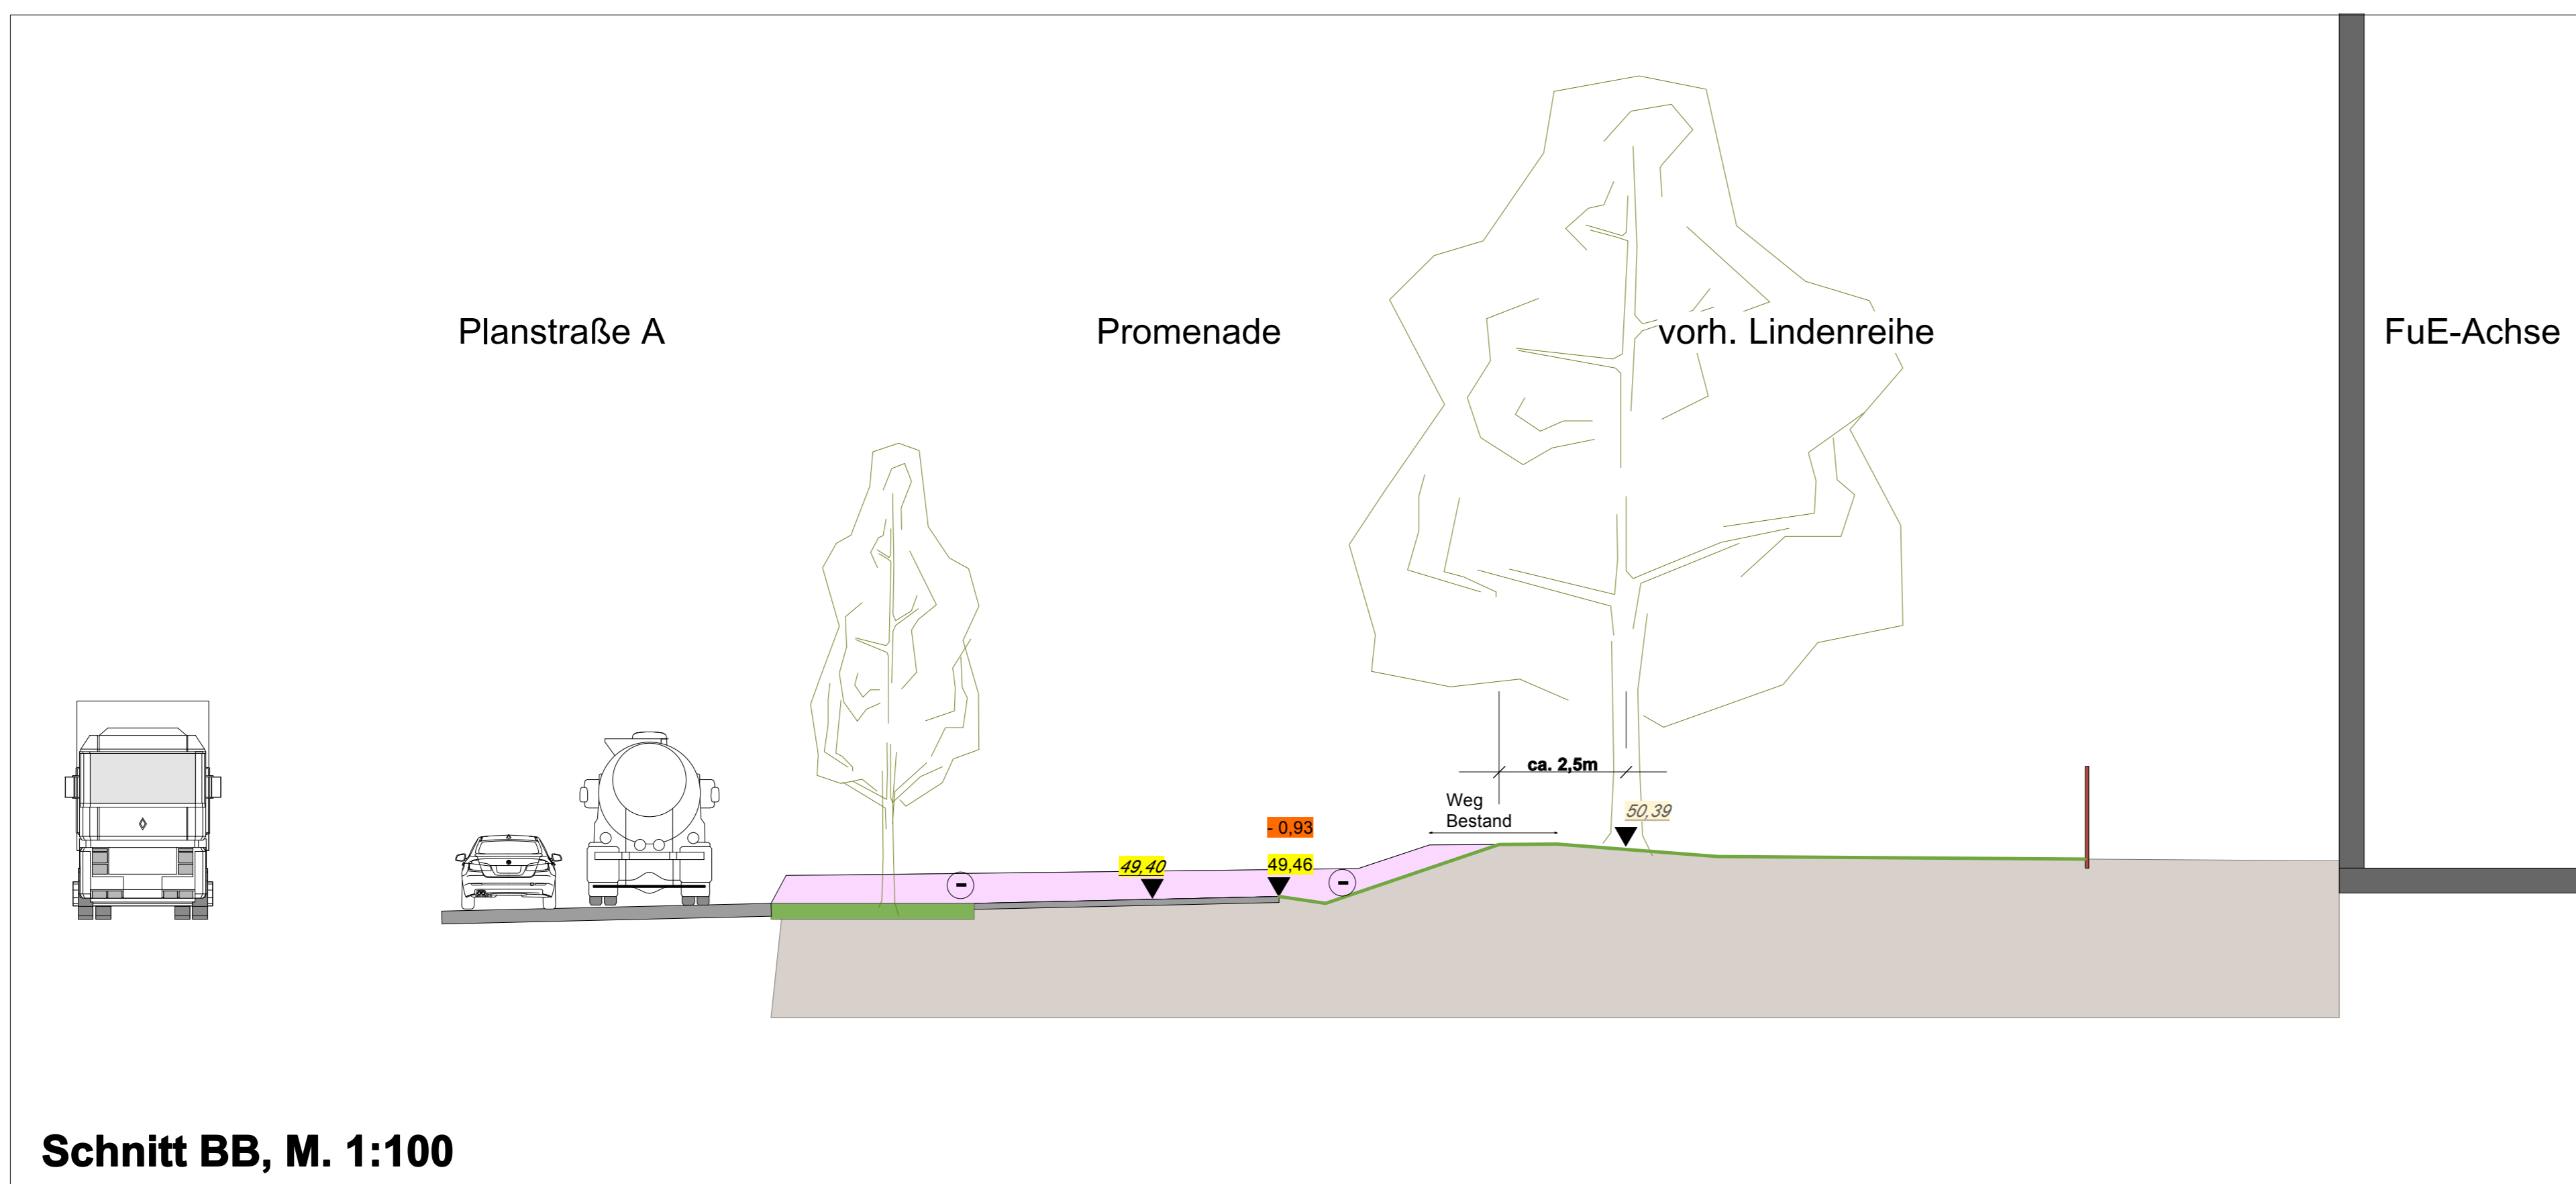 Planstraße A
Promenade
vorh. Lindenreihe
FuE-Achse
ca. 2,5m
Weg
Bestand
50,39
- 0,93
49,40
49,46
-
-
Schnitt BB, M. 1:100